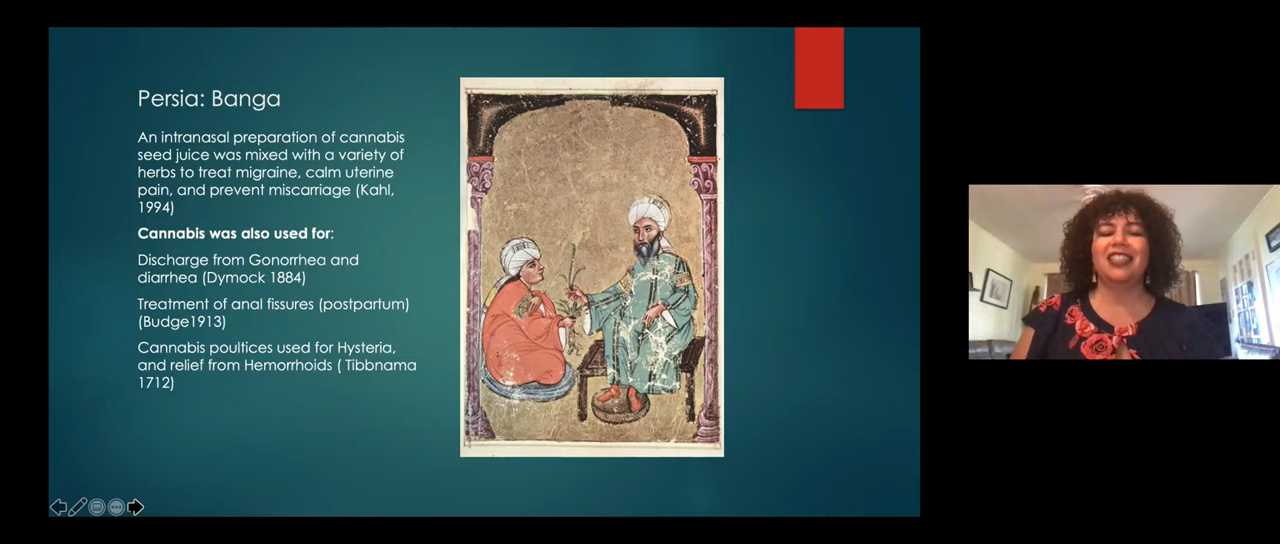 Persia: Banga
An intranasal preparation of cannabis
seed juice was mixed with a variety of
herbs to treat migraine, calm uterine
pain, and prevent miscarriage (Kahl,
1994)
Cannabis was also used for:
Discharge from Gonorrhea and
diarrhea (Dymock 1884)
Treatment of anal fissures (postpartum)
(Budge1913)
Cannabis poultices used for Hysteria,
and relief from Hemorrhoids ( Tibbnama
1712)